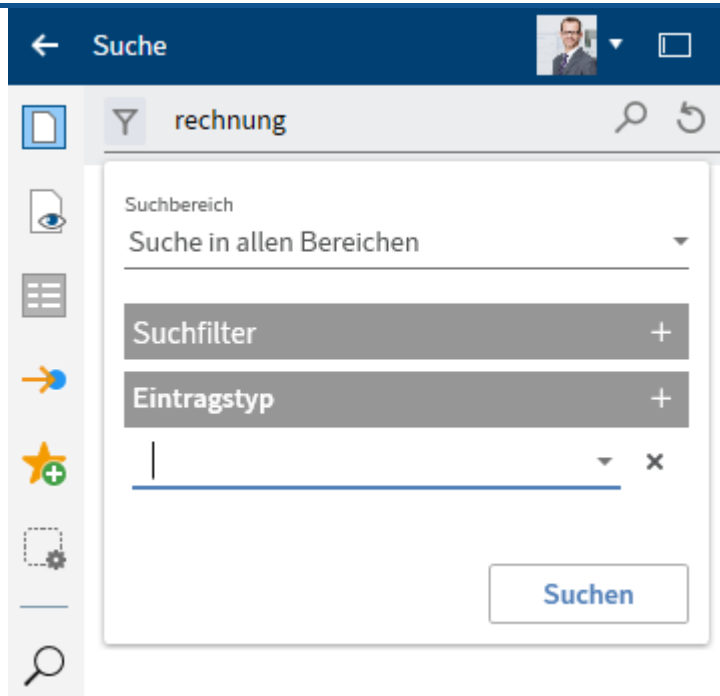 Suche
rechnung
Suchbereich
Suche in allen Bereichen
Suchfilter
Eintragstyp
Suchen